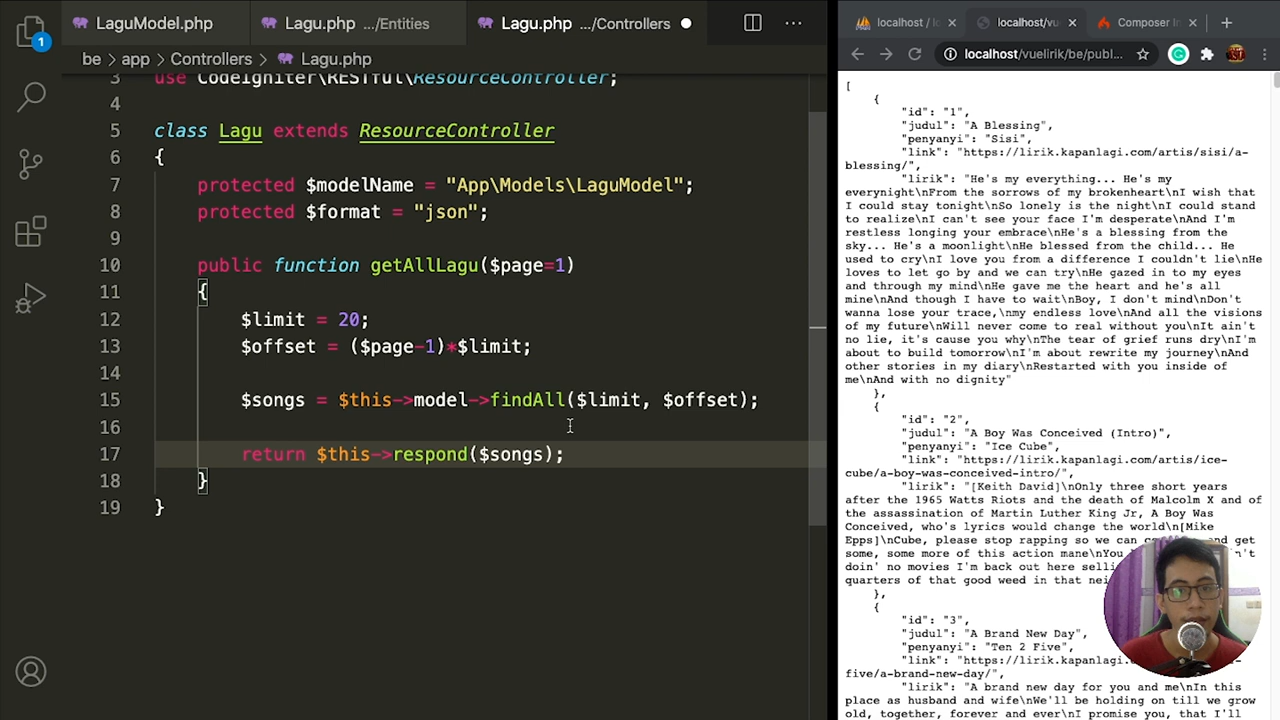 LaguModel.php
Lagu.php .../Entities
Lagu.php .../Controllers
be > app > Controllers > Lagu.php
3 use CodeIgniter\RESTful\ResourceController;
4
5 class Lagu extends ResourceController
6 {
7 protected $modelName = "App\Models\LaguModel";
8 protected $format = "json";
9
10 public function getAllLagu($page=1)
11 {
12 $limit = 20;
13 $offset = ($page-1)*$limit;
14
15 $songs = $this->model->findAll($limit, $offset);
16
17 return $this->respond($songs);
18 }
19 }
1
localhost / l
localhost/vue
Composer In
localhost/vuelirik/be/publ...
[
{
"id": "1",
"judul": "A Blessing",
"penyanyi": "Sisi",
"link": "https://lirik.kapanlagi.com/artis/sisi/a-
blessing/",
"lirik": "He's my everything... He's my
everynight\nFrom the sorrows of my brokenheart\nI wish that
I could stay tonight\nSo lonely is the night\nI could stand
to realize\nI can't see your face I'm desperate\nAnd I'm
restless longing your embrace\nHe's a blessing from the
sky... He's a moonlight\nHe blessed from the child... He
used to cry\nI love you from a difference I couldn't lie\nHe
loves to let go by and we can try\nHe gazed in to my eyes
and through my mind\nHe gave me the heart and he's all
mine\nAnd though I have to wait\nBoy, I don't mind\nDon't
wanna lose your trace,\nmy endless love\nAnd all the visions
of my future\nWill never come to real without you\nIt ain't
no lie, it's cause you why\nThe tear of grief runs dry\nI'm
about to build tomorrow\nI'm about rewrite my journey\nAnd
other stories in my diary\nRestarted with you inside of
me\nAnd with no dignity"
},
{
"id": "2",
"judul": "A Boy Was Conceived (Intro)",
"penyanyi": "Ice Cube",
"link": "https://lirik.kapanlagi.com/artis/ice-
cube/a-boy-was-conceived-intro/",
"lirik": "[Keith David]\nOnly three short years
after the 1965 Watts Riots and the death of Malcolm X and of
the assassination of Martin Luther King Jr, A Boy Was
Conceived, who's lyrics would change the world\n[Mike
Epps]\nCube, please stop rapping so we can and get
some, some more of this action mane\nYou n't
doin' no movies I'm back out here selli
quarters of that good weed in that nei
},
{
"id": "3",
"judul": "A Brand New Day",
"penyanyi": "Ten 2 Five",
"link": "https://lirik.kapanlagi. -
five/a-brand-new-day/",
"lirik": "A brand new day for you and me\nIn this
place as husband and wife\nWe'll be holding on till we grow
old, together, forever and ever\nI promise you, that I'll